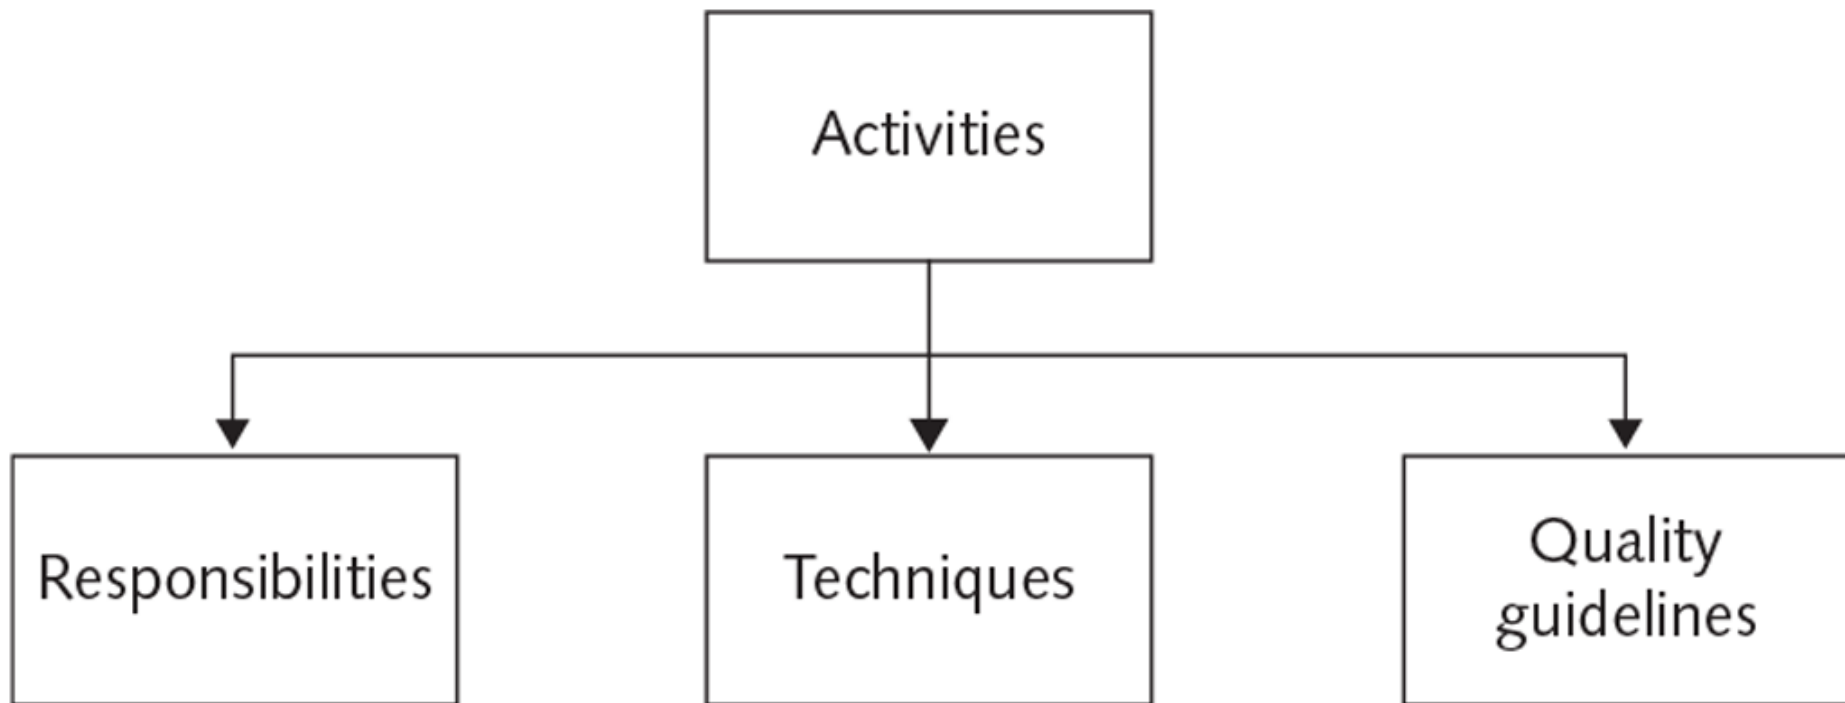 Activities
Responsibilities
Techniques
Quality
guidelines